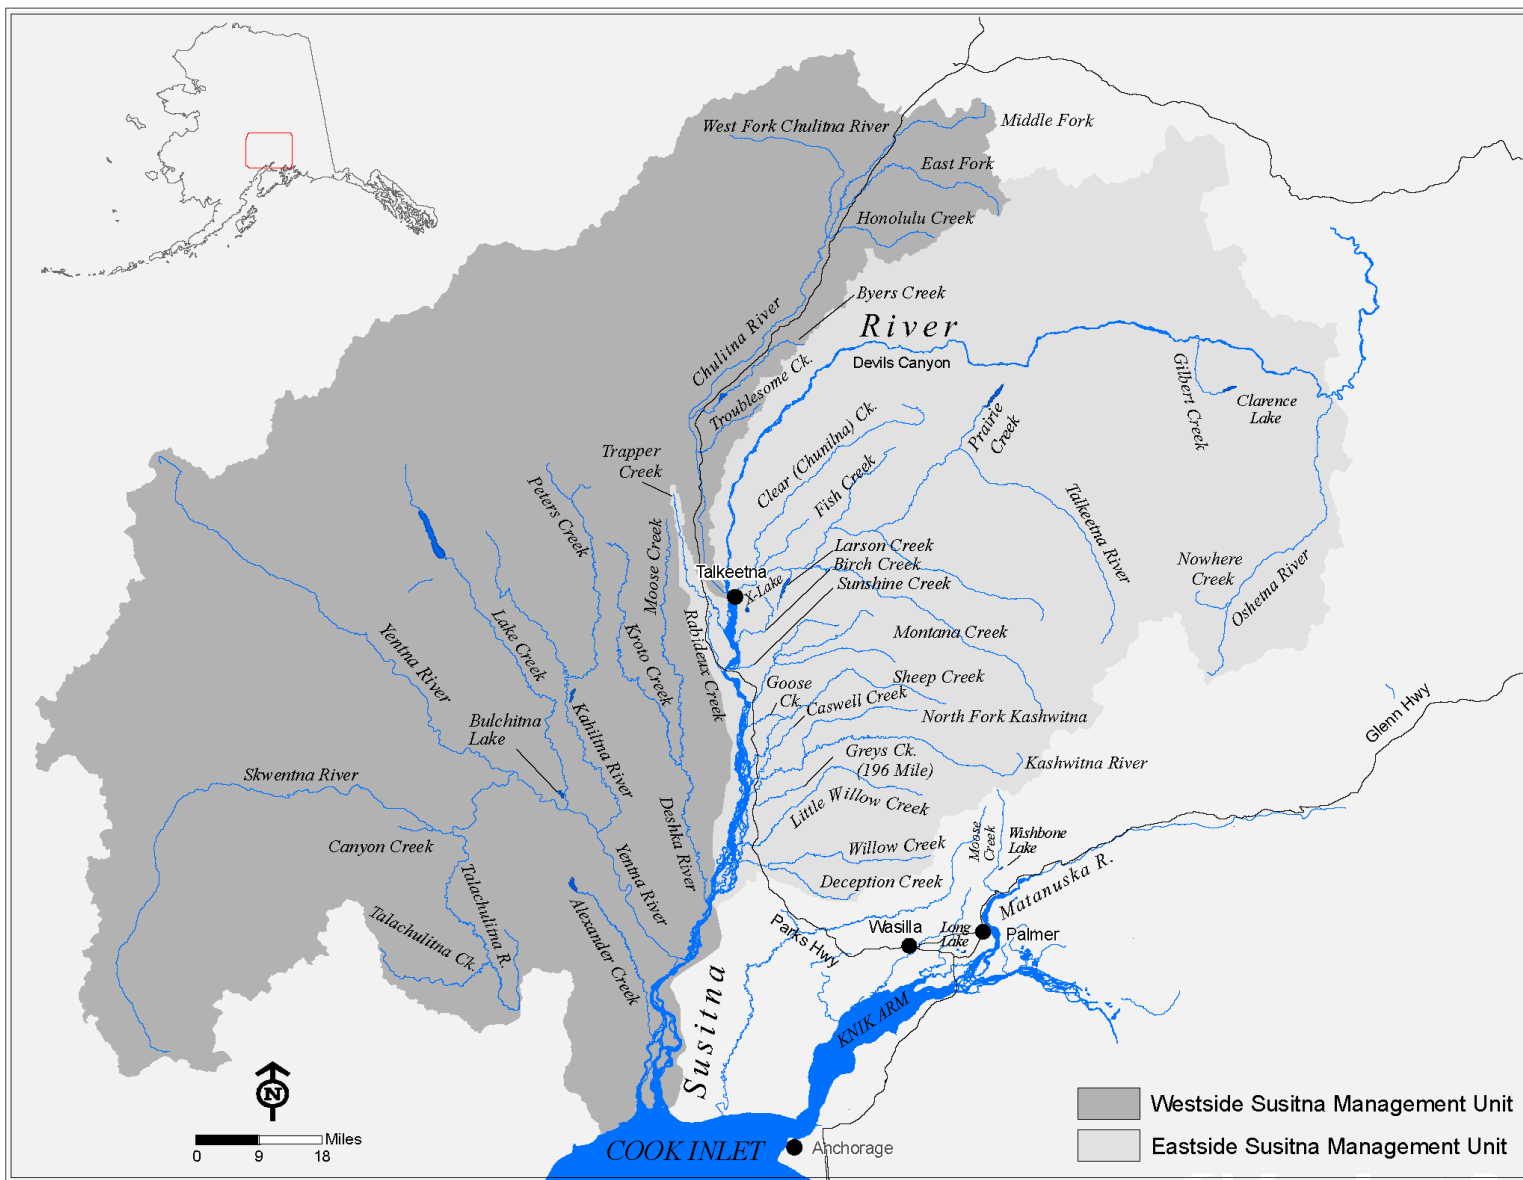 West Fork Chulitna River
Middle Fork
East Fork
Honolulu Creek
Byers Creek
River
Chulitna River
Devils Canyon
Troublesome Ck.
Gilbert Creek
Clarence
Lake
Prairie
Creek
Clear (Chunilna) Ck.
Trapper
Creek
Fish Creek
Peters Creek
Talkeetna River
Moose Creek
Larson Creek
Birch Creek
Sunshine Creek
Nowhere
Creek
Oshetna River
Talkeetna
X-Lake
Rabideux Creek
Yentna River
Lake Creek
Kroto Creek
Montana Creek
Goose
Ck.
Sheep Creek
Caswell Creek
North Fork Kashwitna
Glenn Hwy
Bulchitna
Lake
Kahiltna River
Greys Ck.
(196 Mile)
Kashwitna River
Skwentna River
Little Willow Creek
Deshka River
Canyon Creek
Willow Creek
Moose
Creek
Wishbone
Lake
Deception Creek
Yentna River
Talachulitna R.
Talachulitna Ck.
Alexander Creek
Matanuska R.
Parks Hwy
Wasilla
Long
Lake
Palmer
Susitna
KNIK ARM
N
Miles
0 9 18
COOK INLET
Anchorage
Westside Susitna Management Unit
Eastside Susitna Management Unit